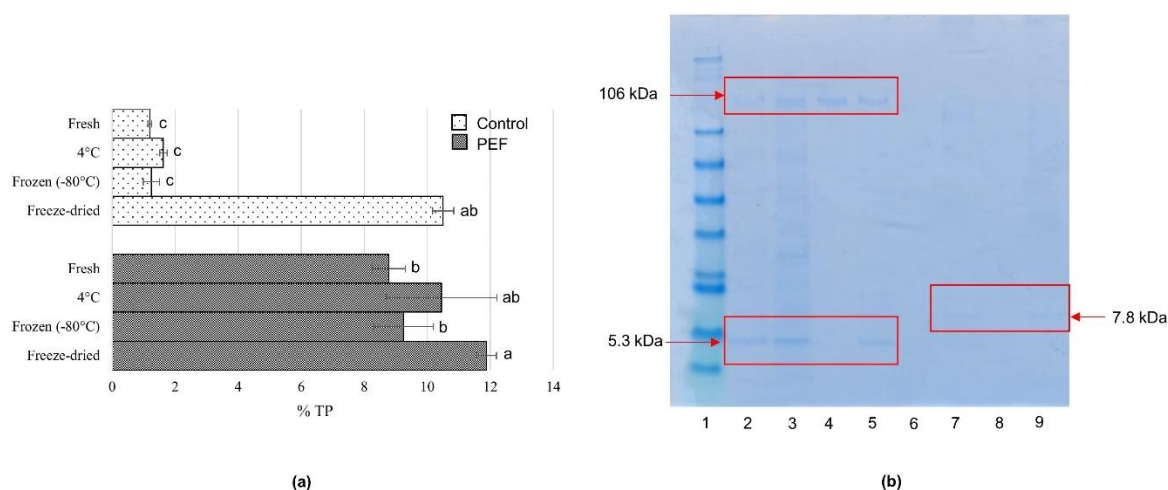 Fresh
4°C
Frozen (-80°C)
Freeze-dried
c
c
c
ab
Control
PEF
Fresh
4°C
Frozen (-80°C)
Freeze-dried
b
ab
b
a
0 2 4 6 8 10 12 14
% TP
(a)
106 kDa
5.3 kDa
7.8 kDa
1 2 3 4 5 6 7 8 9
(b)